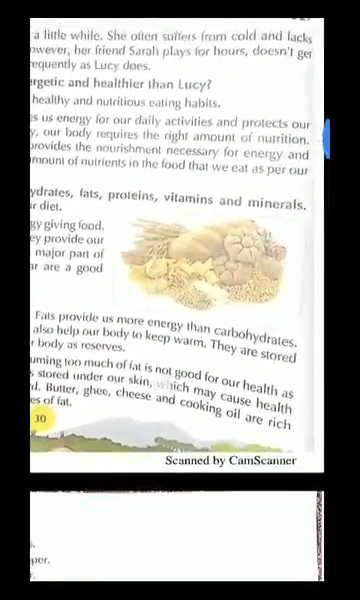 a little while. She often suffers from cold and lacks
owever, her friend Sarah plays for hours, doesn't get
equently as Lucy does.
ergetic and healthier than Lucy?
healthy and nutritious eating habits.
es us energy for our daily activities and protects our
y, our body requires the right amount of nutrition.
provides the nourishment necessary for energy and
mount of nutrients in the food that we eat as per our
ydrates, fats, proteins, vitamins and minerals.
ur diet.
gy giving food.
ey provide our
major part of
ar are a good
Fats provide us more energy than carbohydrates.
also help our body to keep warm. They are stored
r body as reserves.
uming too much of fat is not good for our health as
s stored under our skin, which may cause health
d. Butter, ghee, cheese and cooking oil are rich
es of fat.
30
Scanned by CamScanner
per.